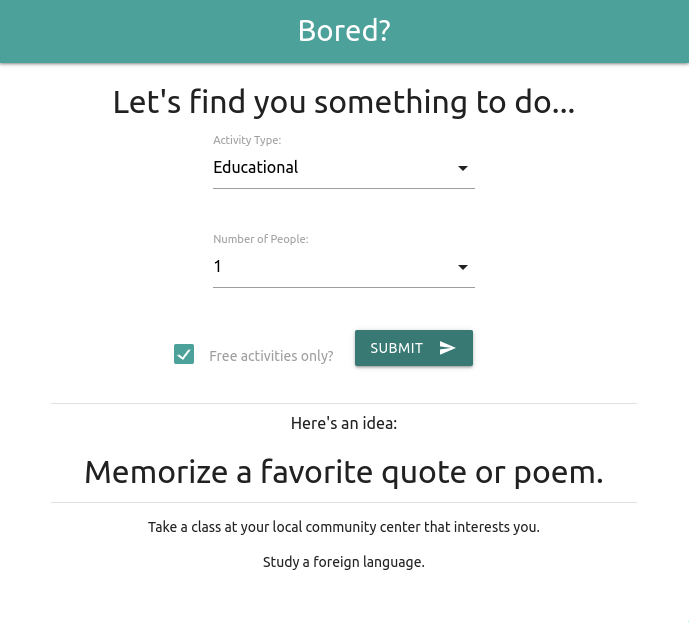 Bored?
Let's find you something to do...
Activity Type:
Educational
Number of People:
1
Free activities only?
SUBMIT
Here's an idea:
Memorize a favorite quote or poem.
Take a class at your local community center that interests you.
Study a foreign language.